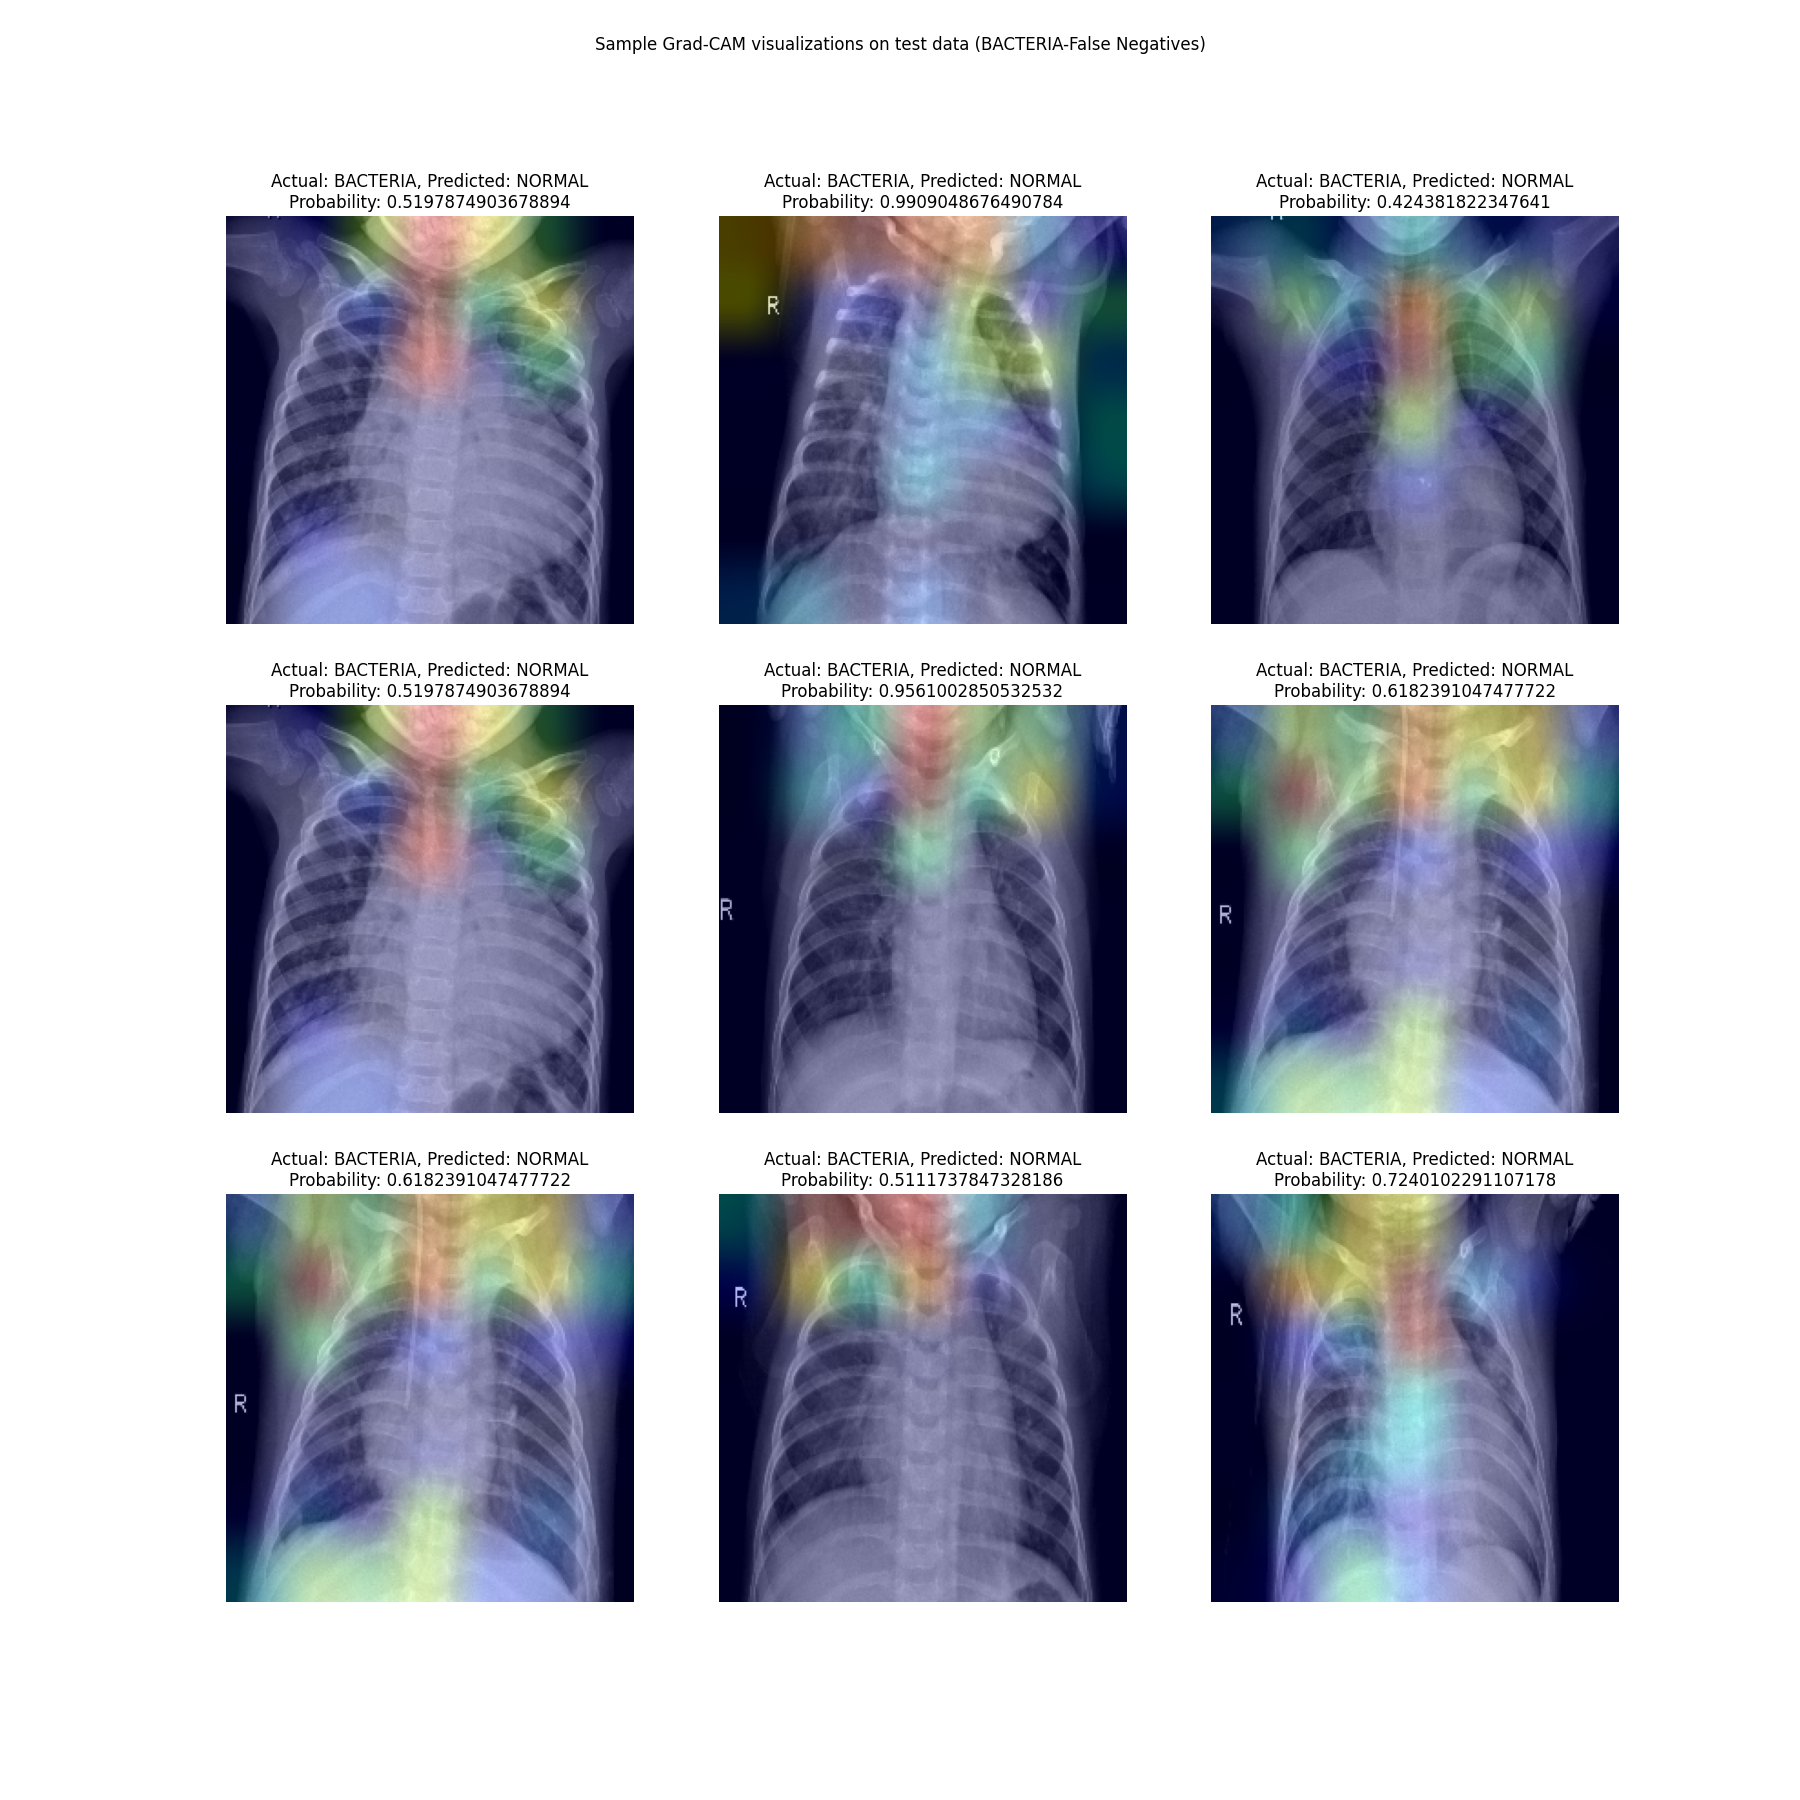 Sample Grad-CAM visualizations on test data (BACTERIA-False Negatives)
Actual: BACTERIA, Predicted: NORMAL
Probability: 0.5197874903678894
Actual: BACTERIA, Predicted: NORMAL
Probability: 0.9909048676490784
Actual: BACTERIA, Predicted: NORMAL
Probability: 0.424381822347641
R
Actual: BACTERIA, Predicted: NORMAL
Probability: 0.5197874903678894
Actual: BACTERIA, Predicted: NORMAL
Probability: 0.9561002850532532
Actual: BACTERIA, Predicted: NORMAL
Probability: 0.6182391047477722
R
R
Actual: BACTERIA, Predicted: NORMAL
Probability: 0.6182391047477722
Actual: BACTERIA, Predicted: NORMAL
Probability: 0.5111737847328186
Actual: BACTERIA, Predicted: NORMAL
Probability: 0.7240102291107178
R
R
R